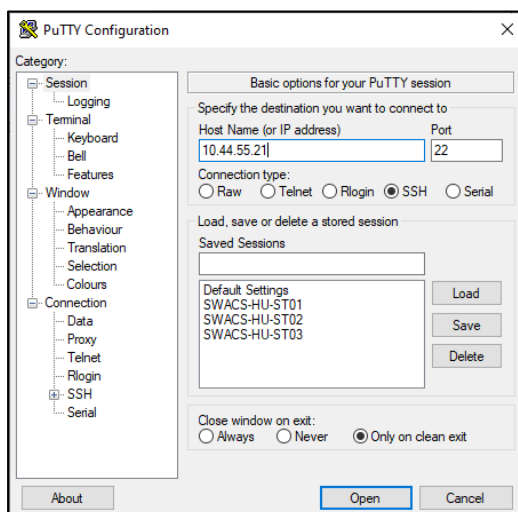 PuTTY Configuration
Category:
Session
Logging
Terminal
Keyboard
Bell
Features
Window
Appearance
Behaviour
Translation
Selection
Colours
Connection
Data
Proxy
Telnet
Rlogin
SSH
Serial
Basic options for your PuTTY session
Specify the destination you want to connect to
Host Name (or IP address) Port
10.44.55.21 22
Connection type:
Raw Telnet Rlogin SSH Serial
Load, save or delete a stored session
Saved Sessions
Default Settings
SWACS-HU-ST01
SWACS-HU-ST02
SWACS-HU-ST03
Load
Save
Delete
Close window on exit:
Always Never Only on clean exit
About Open Cancel